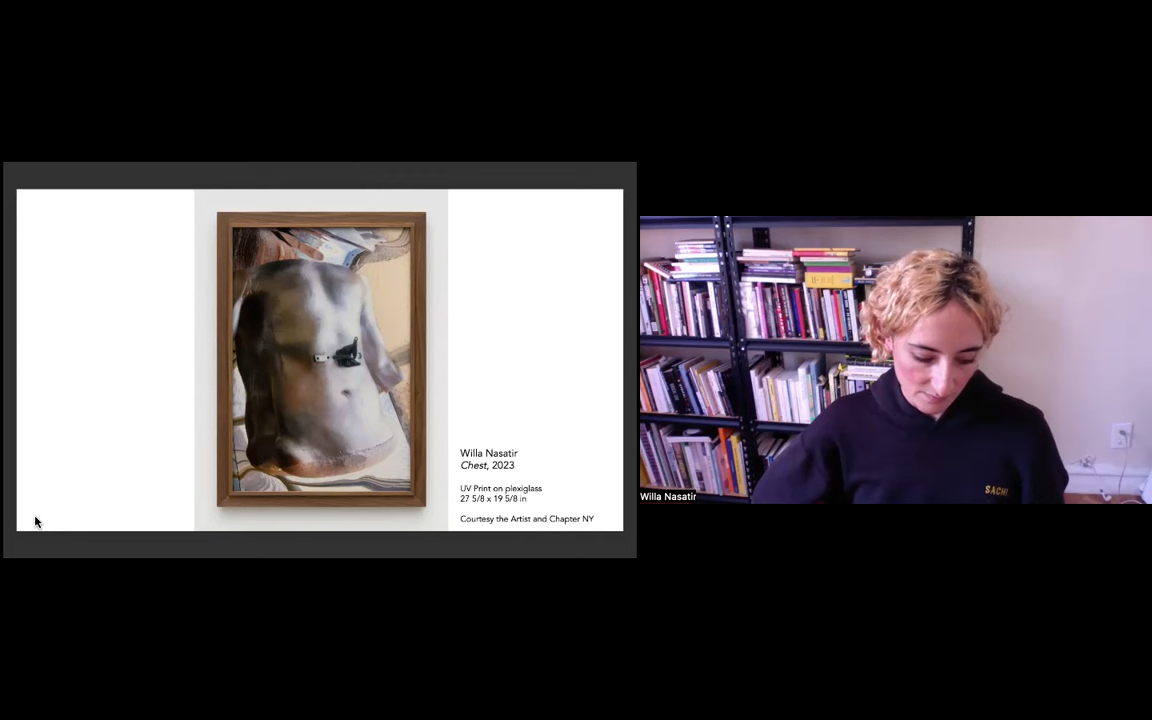 Willa Nasatir
Chest, 2023
UV Print on plexiglass
27 5/8 x 19 5/8 in
Courtesy the Artist and Chapter NY
SACHI
Willa Nasatir